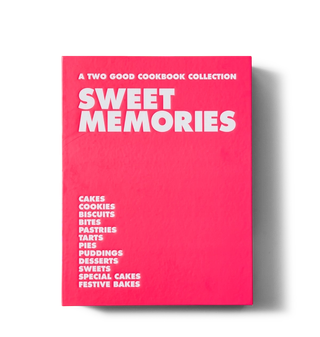 A TWO GOOD COOKBOOK COLLECTION
SWEET
MEMORIES
CAKES
COOKIES
BISCUITS
BITES
PASTRIES
TARTS
PIES
PUDDINGS
DESSERTS
SWEETS
SPECIAL CAKES
FESTIVE BAKES